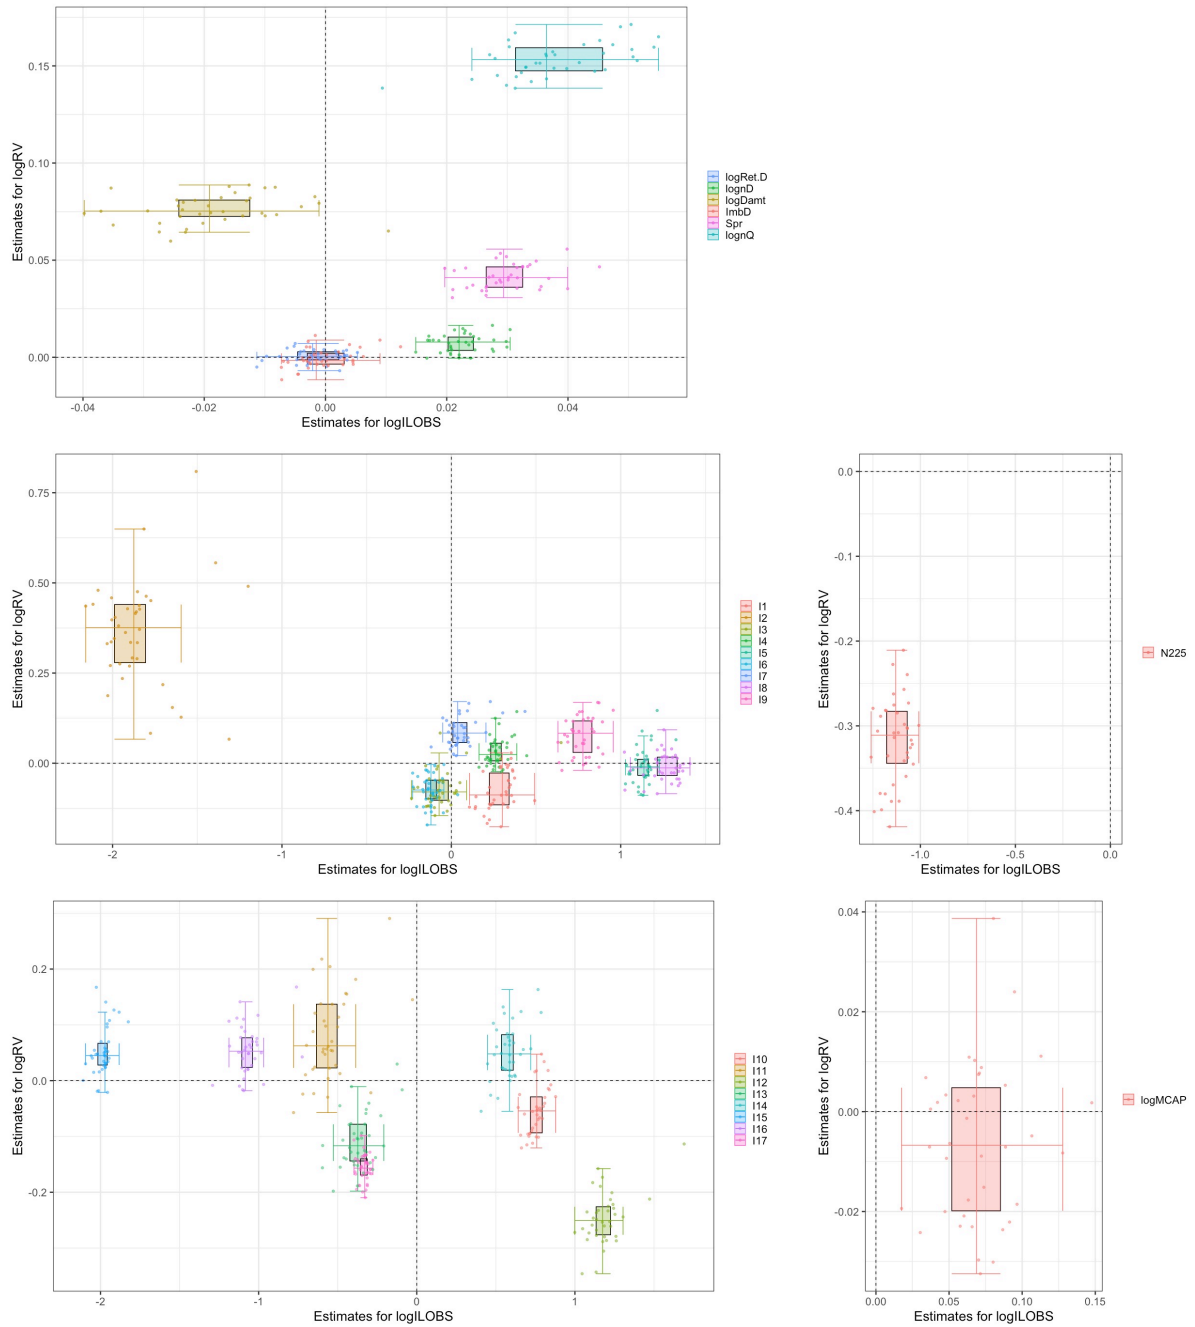 0.15
0.10
0.05
0.00
Estimates for logRV
-0.04 -0.02 0.00 0.02 0.04
Estimates for logILOBS
logRet.D
lognD
logDamt
ImbD
Spr
lognQ
0.75
0.50
0.25
0.00
Estimates for logRV
-2 -1 0 1
Estimates for logILOBS
I1
I2
I3
I4
I5
I6
I7
I8
I9
0.0
-0.1
-0.2
-0.3
-0.4
Estimates for logRV
-1.0 -0.5 0.0
Estimates for logILOBS
N225
0.2
0.0
-0.2
Estimates for logRV
-2 -1 0 1
Estimates for logILOBS
I10
I11
I12
I13
I14
I15
I16
I17
0.04
0.02
0.00
-0.02
Estimates for logRV
0.00 0.05 0.10 0.15
Estimates for logILOBS
logMCAP